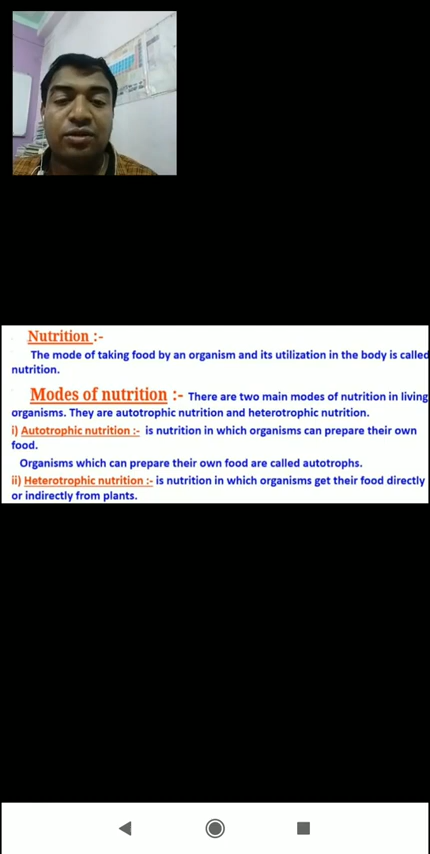 Nutrition :-
The mode of taking food by an organism and its utilization in the body is called
nutrition.
Modes of nutrition :- There are two main modes of nutrition in living
organisms. They are autotrophic nutrition and heterotrophic nutrition.
i) Autotrophic nutrition :- is nutrition in which organisms can prepare their own
food.
Organisms which can prepare their own food are called autotrophs.
ii) Heterotrophic nutrition :- is nutrition in which organisms get their food directly
or indirectly from plants.